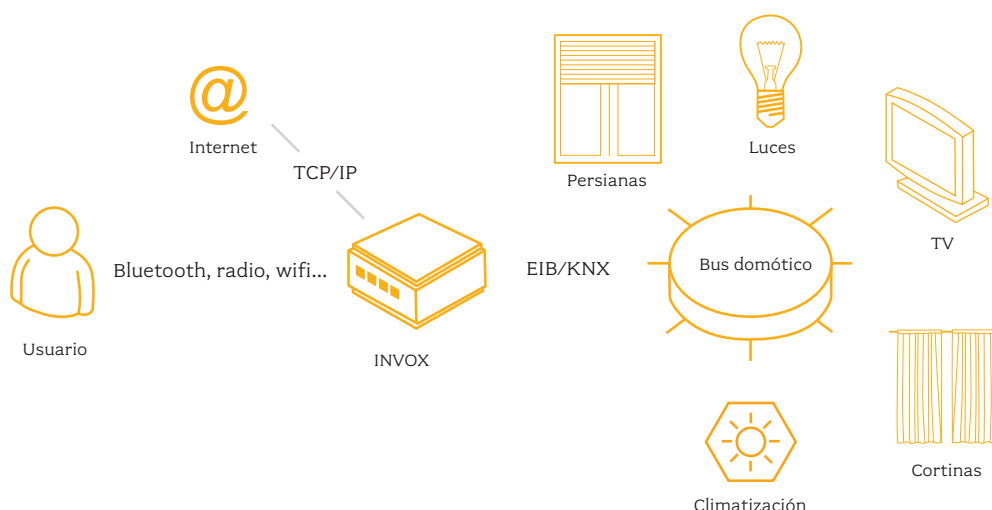 @
Internet
TCP/IP
Persianas
Luces
TV
Usuario
Bluetooth, radio, wifi...
INVOX
EIB/KNX
Bus domótico
Cortinas
Climatización